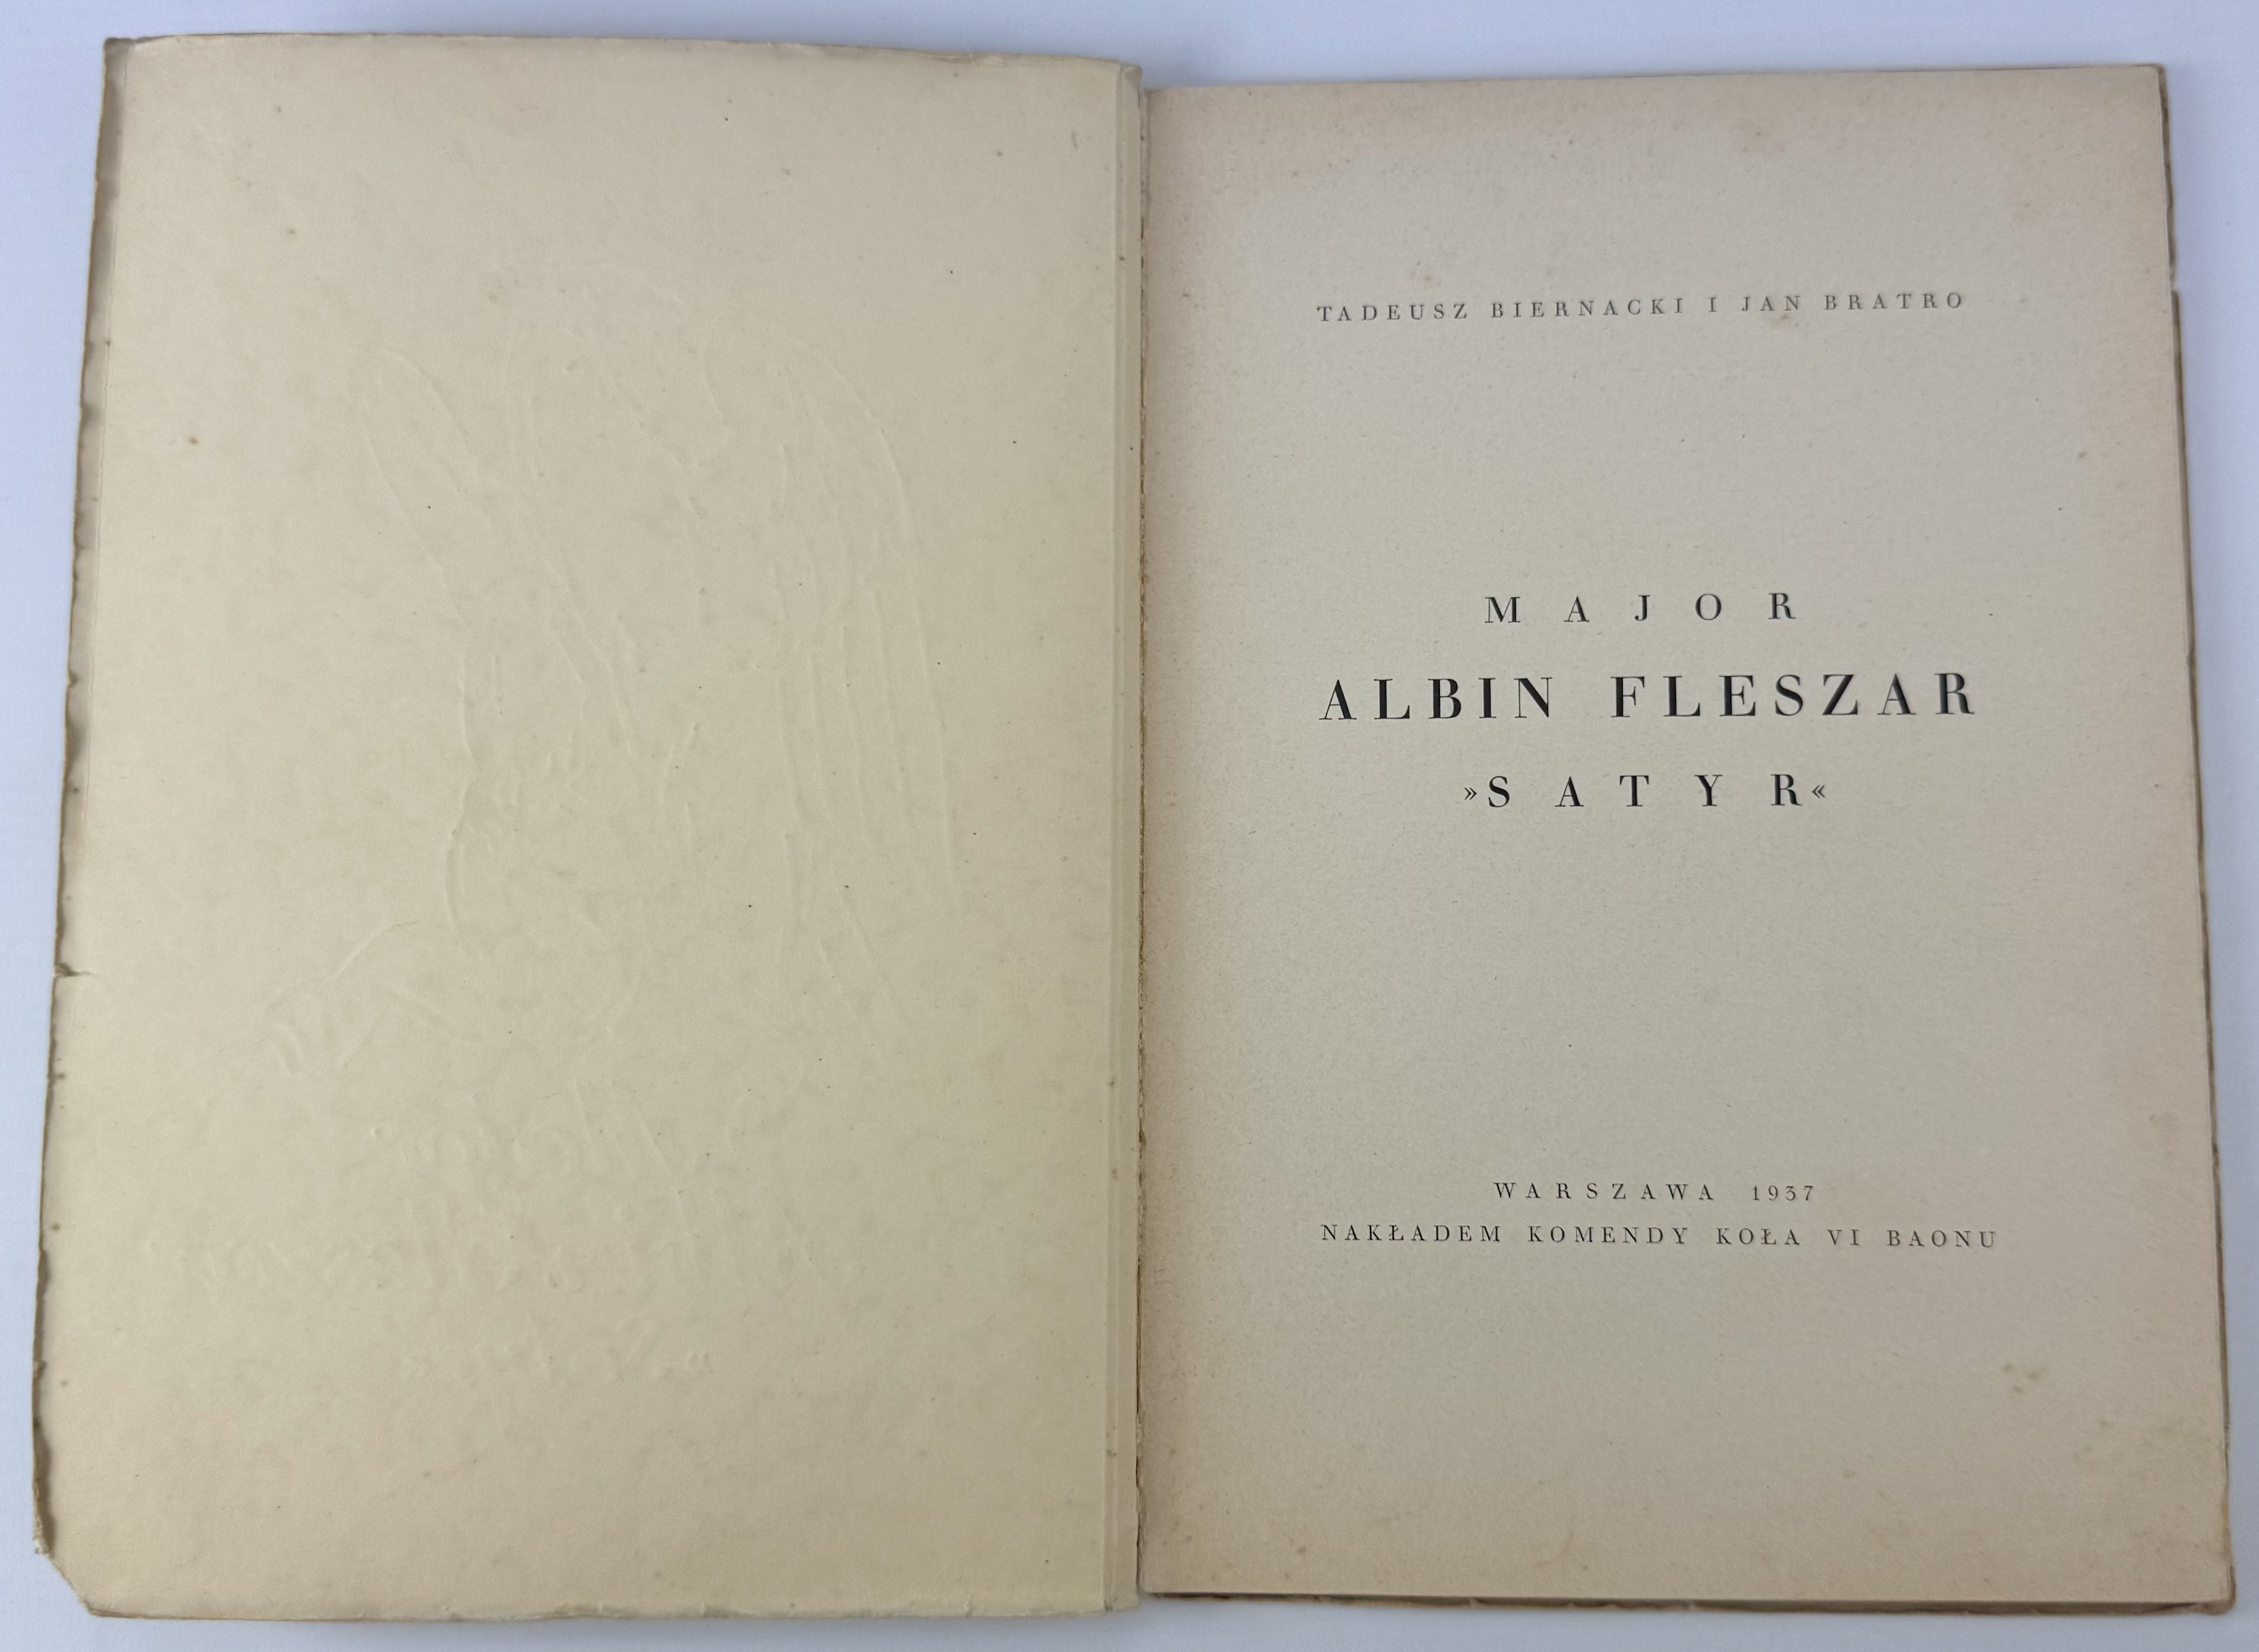 TADEUSZ BIERNACKI I JAN BRATRO
MAJOR
ALBIN FLESZAR
»SATYR«
WARSZAWA 1937
NAKŁADEM KOMENDY KOŁA VI BAONU